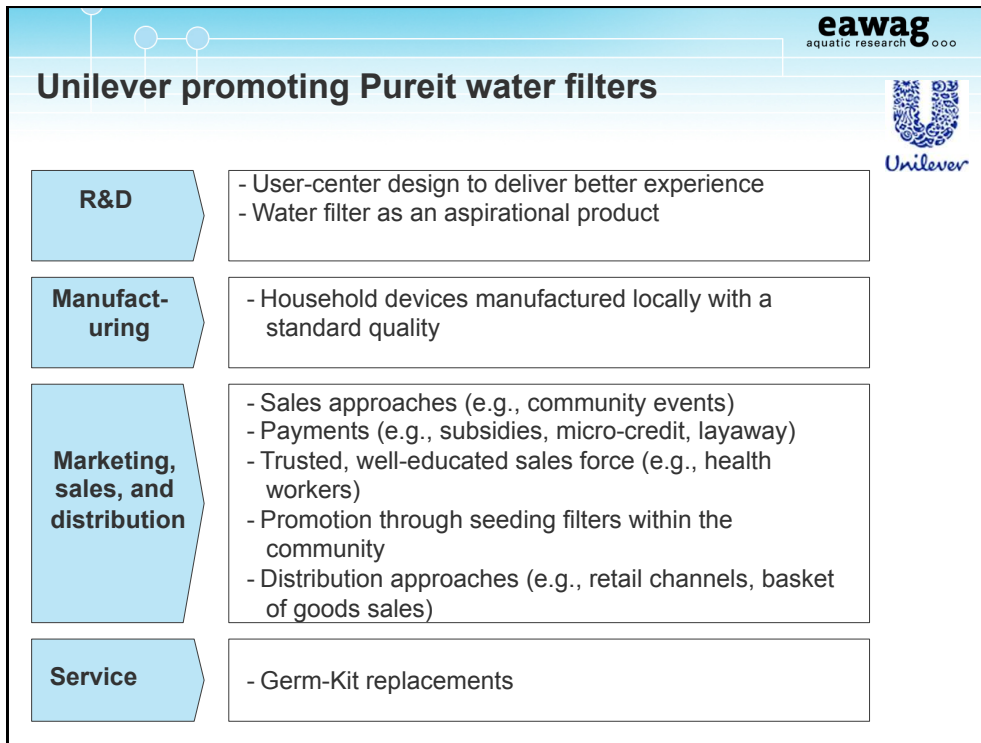 eawag
aquatic research
Unilever promoting Pureit water filters
Unilever
R&D
- User-center design to deliver better experience
- Water filter as an aspirational product
Manufact-
uring
- Household devices manufactured locally with a
standard quality
Marketing,
sales, and
distribution
- Sales approaches (e.g., community events)
- Payments (e.g., subsidies, micro-credit, layaway)
- Trusted, well-educated sales force (e.g., health
workers)
- Promotion through seeding filters within the
community
- Distribution approaches (e.g., retail channels, basket
of goods sales)
Service
- Germ-Kit replacements